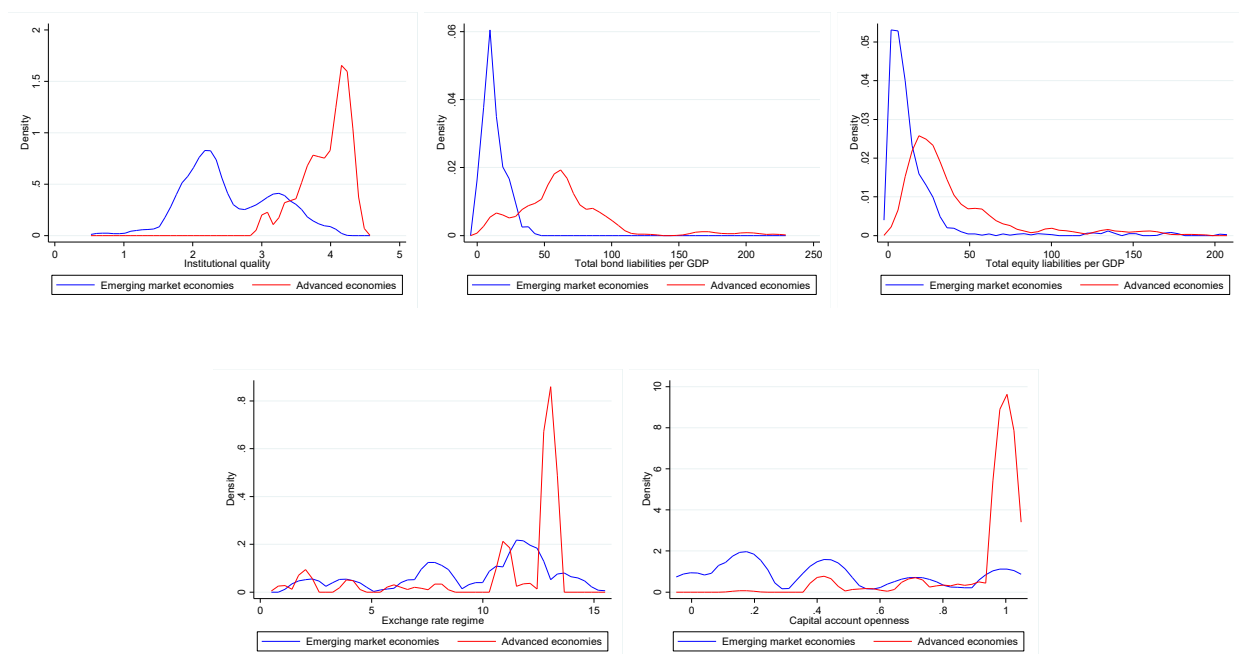 2
1.5
1
.5
0
Density
0 1 2 3 4 5
Institutional quality
Emerging market economies Advanced economies
.06
.04
.02
0
Density
0 50 100 150 200 250
Total bond liabilities per GDP
Emerging market economies Advanced economies
.05
.04
.03
.02
.01
0
Density
0 50 100 150 200
Total equity liabilities per GDP
Emerging market economies Advanced economies
.8
.6
.4
.2
0
Density
0 5 10 15
Exchange rate regime
Emerging market economies Advanced economies
10
8
6
4
2
0
Density
0 .2 .4 .6 .8 1
Capital account openness
Emerging market economies Advanced economies